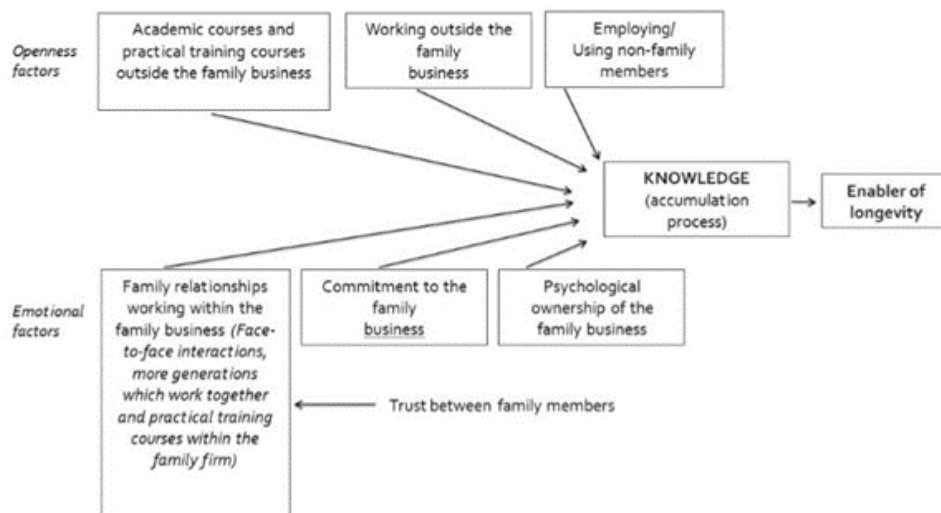 Openness
factors
Academic courses and
practical training courses
outside the family business
Working outside the
family
business
Employing/
Using non-family
members
KNOWLEDGE
(accumulation
process)
Enabler of
longevity
Emotional
factors
Family relationships
working within the
family business (Face-
to-face interactions,
more generations
which work together
and practical training
courses within the
family firm)
Commitment to the
family
business
Psychological
ownership of the
family business
Trust between family members